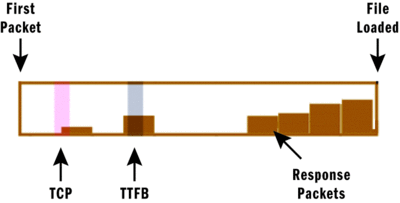 First
Packet
File
Loaded
TCP
TTFB
Response
Packets